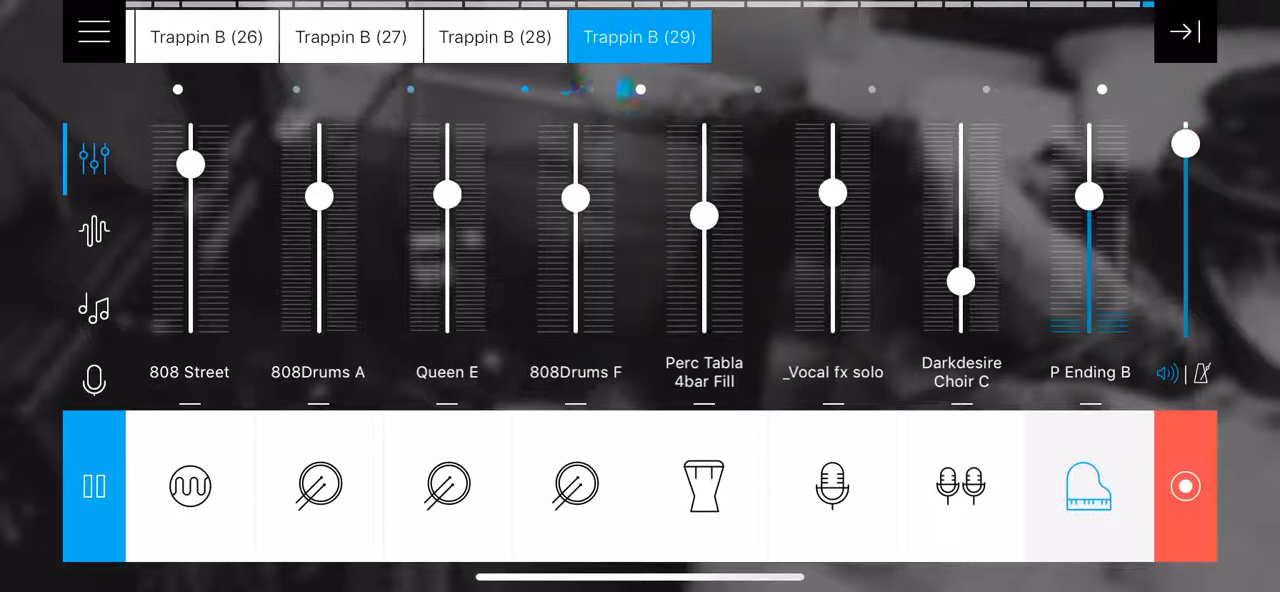 Trappin B (26)
Trappin B (27)
Trappin B (28)
Trappin B (29)
808 Street
808Drums A
Queen E
808Drums F
Perc Tabla
4bar Fill
_Vocal fx solo
Darkdesire
Choir C
P Ending B